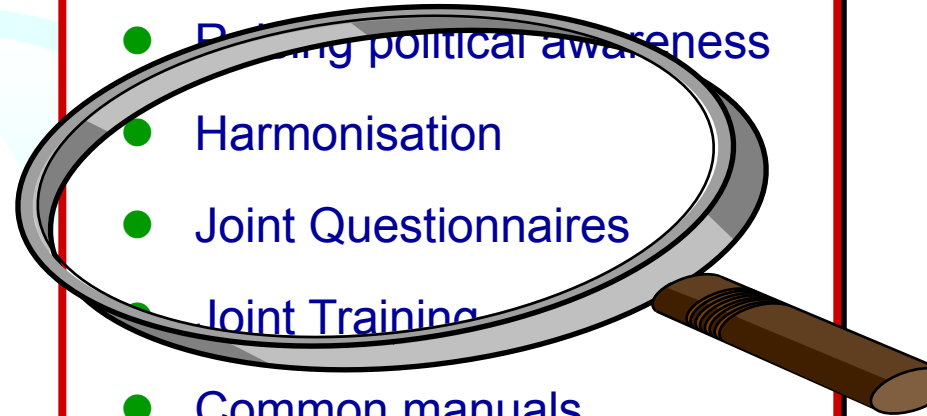 Raising political awareness
Harmonisation
Joint Questionnaires
Joint Training
Common manuals